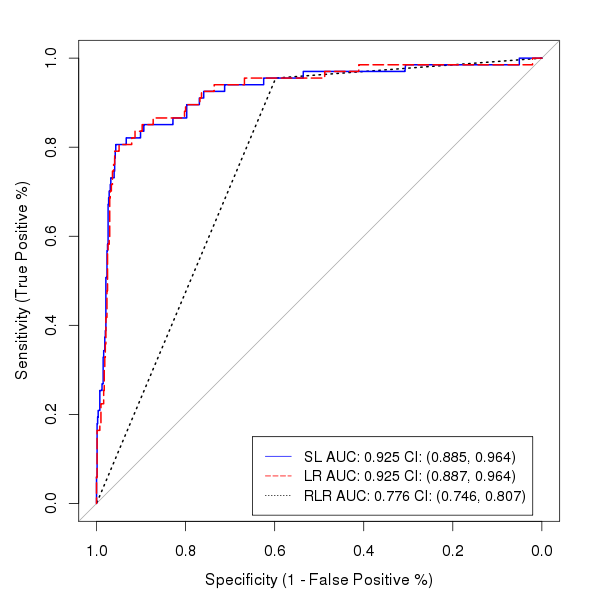 1.0
0.8
0.6
0.4
0.2
0.0
Sensitivity (True Positive %)
SL AUC: 0.925 CI: (0.885, 0.964)
LR AUC: 0.925 CI: (0.887, 0.964)
RLR AUC: 0.776 CI: (0.746, 0.807)
1.0 0.8 0.6 0.4 0.2 0.0
Specificity (1 - False Positive %)